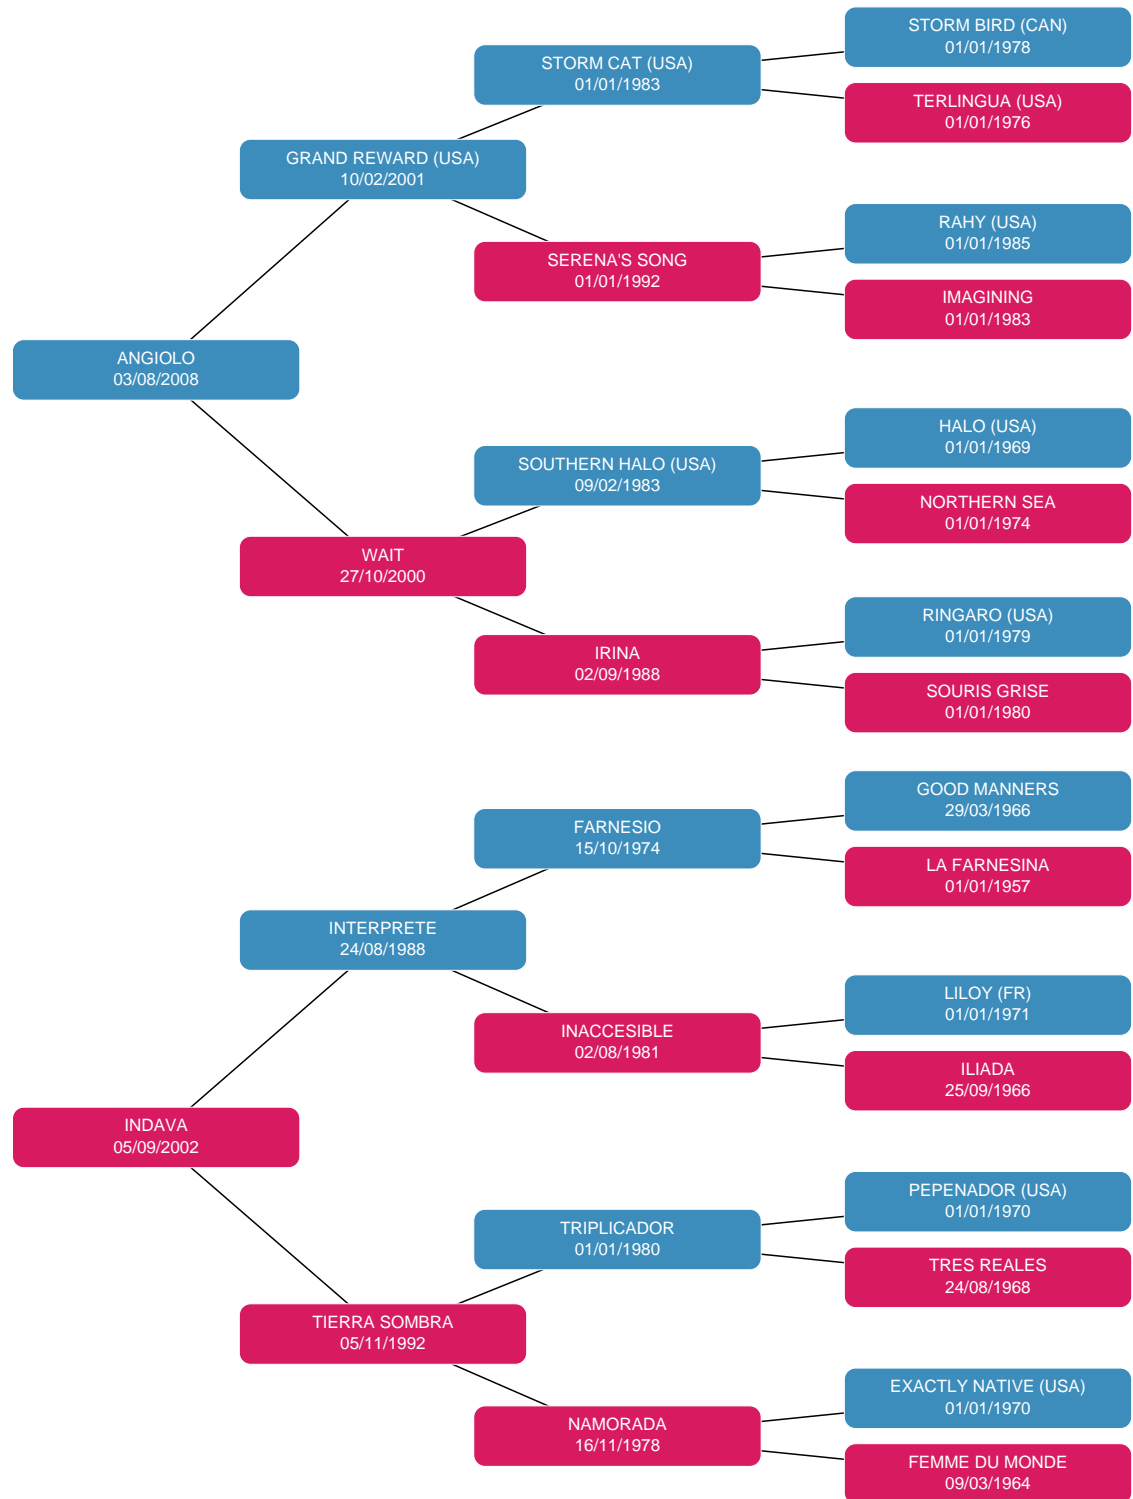 STORM BIRD (CAN)
01/01/1978
STORM CAT (USA)
01/01/1983
TERLINGUA (USA)
01/01/1976
GRAND REWARD (USA)
10/02/2001
RAHY (USA)
01/01/1985
SERENA'S SONG
01/01/1992
IMAGINING
01/01/1983
ANGIOLO
03/08/2008
HALO (USA)
01/01/1969
SOUTHERN HALO (USA)
09/02/1983
NORTHERN SEA
01/01/1974
WAIT
27/10/2000
RINGARO (USA)
01/01/1979
IRINA
02/09/1988
SOURIS GRISE
01/01/1980
GOOD MANNERS
29/03/1966
FARNESIO
15/10/1974
LA FARNESINA
01/01/1957
INTERPRETE
24/08/1988
LILOY (FR)
01/01/1971
INACCESIBLE
02/08/1981
ILIADA
25/09/1966
INDAVA
05/09/2002
PEPENADOR (USA)
01/01/1970
TRIPLICADOR
01/01/1980
TRES REALES
24/08/1968
TIERRA SOMBRA
05/11/1992
EXACTLY NATIVE (USA)
01/01/1970
NAMORADA
16/11/1978
FEMME DU MONDE
09/03/1964